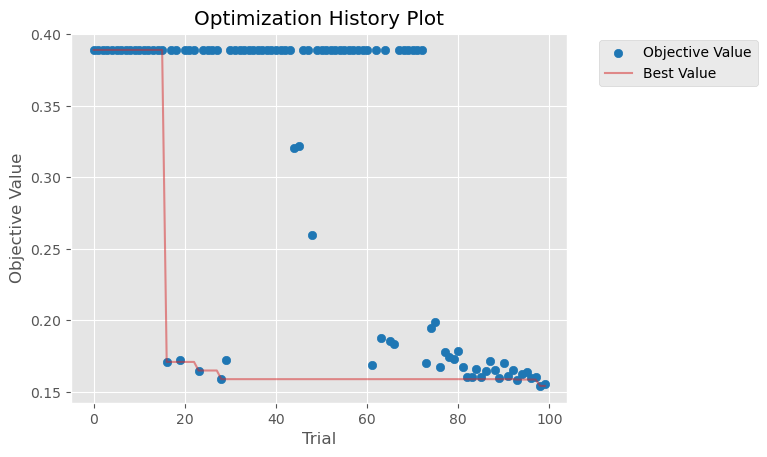 Optimization History Plot
Objective Value
Best Value
Objective Value
0.40
0.35
0.30
0.25
0.20
0.15
0
20
40
60
80
100
Trial